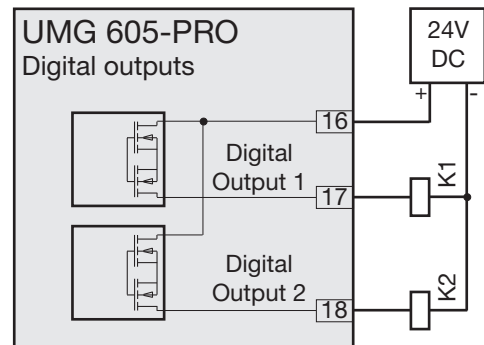 UMG 605-PRO
Digital outputs
24V
DC
+ -
16
Digital
Output 1
17
K1
Digital
Output 2
18
K2